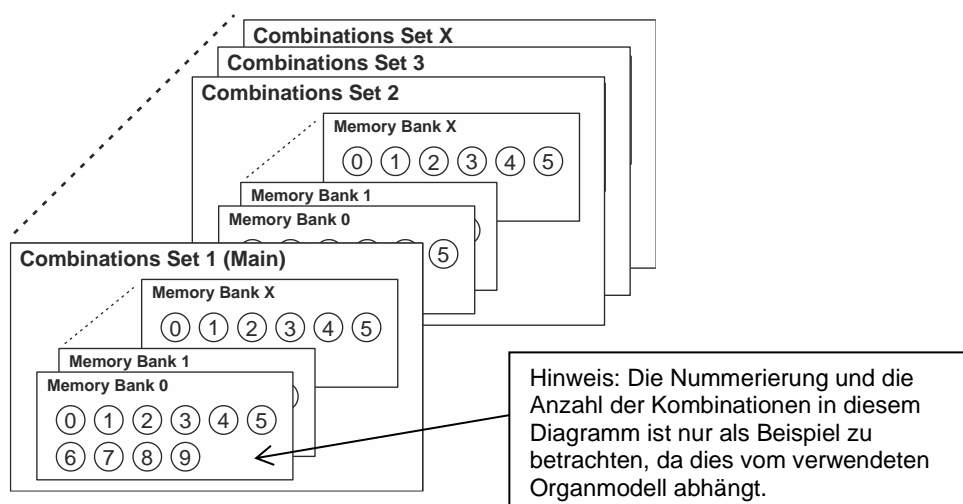 Combinations Set X
Combinations Set 3
Combinations Set 2
Memory Bank X
0 1 2 3 4 5
Memory Bank 1
Memory Bank 0
5
Combinations Set 1 (Main)
Memory Bank X
0 1 2 3 4 5
Memory Bank 1
Memory Bank 0
0 1 2 3 4 5
6 7 8 9
Hinweis: Die Nummerierung und die
Anzahl der Kombinationen in diesem
Diagramm ist nur als Beispiel zu
betrachten, da dies vom verwendeten
Organmodell abhängt.